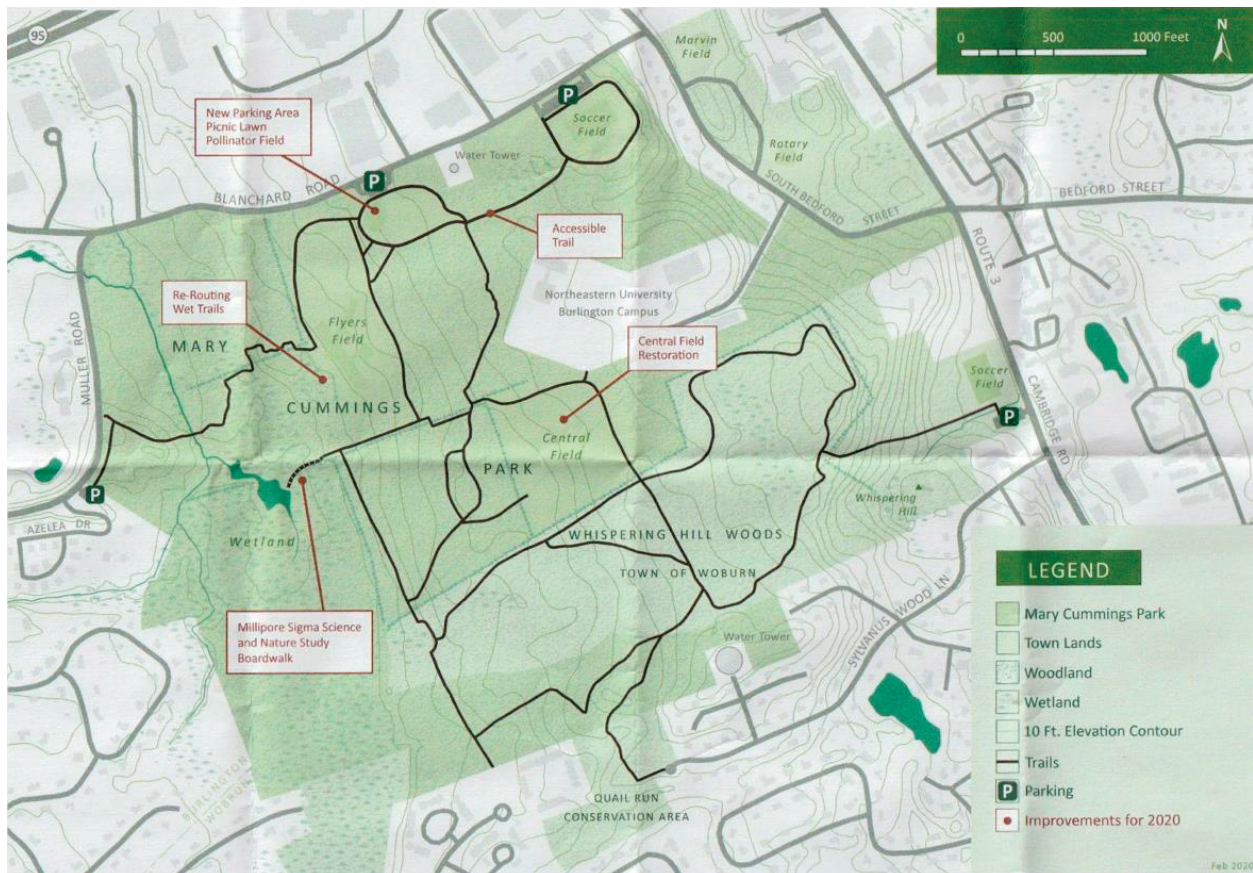 95
0 500 1000 Feet
N
Marvin
Field
New Parking Area
Picnic Lawn
Pollinator Field
P
Soccer
Field
Water Tower
Rotary
Field
BLANCHARD ROAD
P
SOUTH BEDFORD
STREET
BEDFORD STREET
Accessible
Trail
ROUTE 3
Northeastern University
Burlington Campus
Re-Routing
Wet Trails
MULLER ROAD
MARY
Flyers
Field
Central Field
Restoration
CUMMINGS
Soccer
Field
P
CAMBRIDGE RD
Central
Field
PARK
P
AZELEA DR
Whispering
Hill
Wetland
WHISPERING HILL WOODS
TOWN OF WOBURN
Millipore Sigma Science
and Nature Study
Boardwalk
Water Tower
SYLVANUS WOOD LN
BURLINGTON
WOBURN
QUAIL RUN
CONSERVATION AREA
LEGEND
Mary Cummings Park
Town Lands
Woodland
Wetland
10 Ft. Elevation Contour
Trails
P Parking
Improvements for 2020
Feb 2020